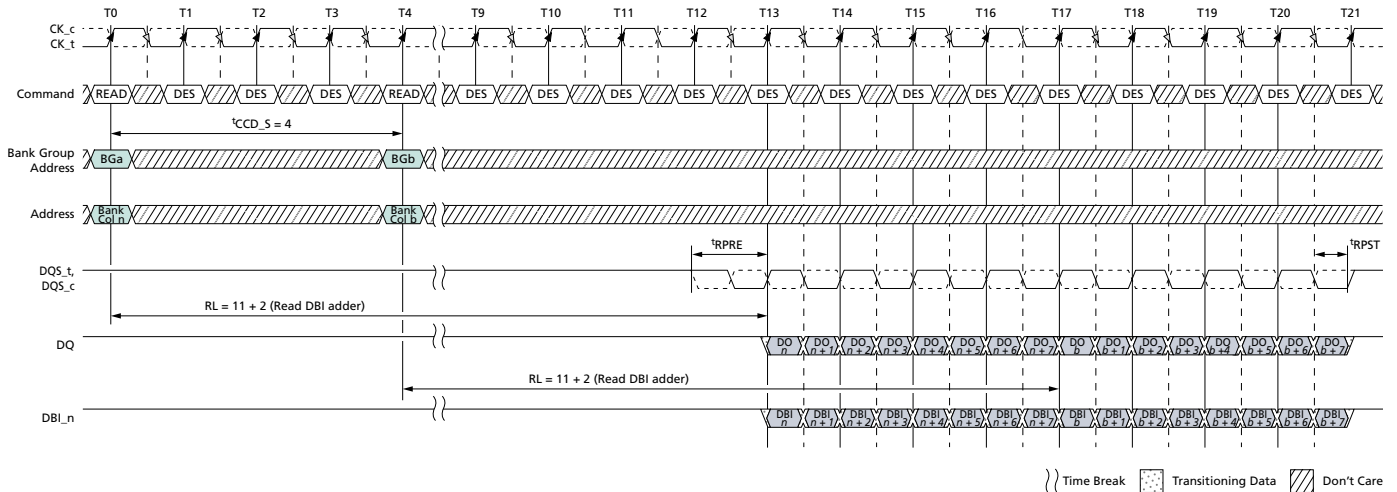 T0 T1 T2 T3 T4 T9 T10 T11 T12 T13 T14 T15 T16 T17 T18 T19 T20 T21
CK_c
CK_t
Command READ DES DES DES READ DES DES DES DES DES DES DES DES DES DES DES DES DES
tCCD_S = 4
Bank Group
Address
BGa BGb
Address
Bank
Col n
Bank
Col b
tRPRE tRPST
DQS_t,
DQS_c
RL = 11 + 2 (Read DBI adder)
DQ
DO DO DO DO DO DO DO DO DO DO DO DO DO DO DO DO
n n + 1 n + 2 n + 3 n + 4 n + 5 n + 6 n + 7 b b + 1 b + 2 b + 3 b +4 b + 5 b + 6 b + 7
RL = 11 + 2 (Read DBI adder)
DBI_n
DBI DBI DBI DBI DBI DBI DBI DBI DBI DBI DBI DBI DBI DBI DBI DBI
n n + 1 n + 2 n + 3 n + 4 n + 5 n + 6 n + 7 b b + 1 b + 2 b + 3 b + 4 b + 5 b + 6 b + 7
Time Break Transitioning Data Don't Care